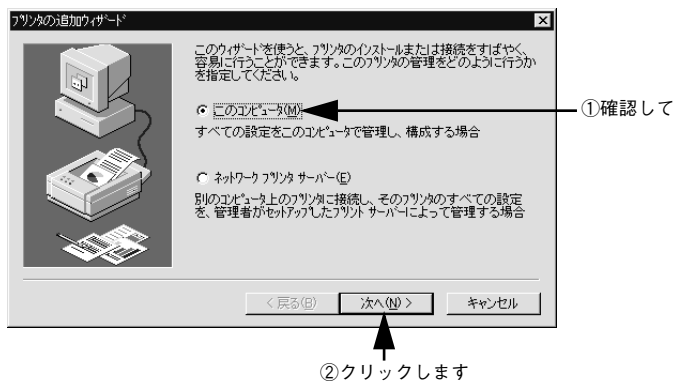 プリンタの追加ウィザード
このウィザードを使うと、プリンタのインストールまたは接続をすばやく、
容易に行うことができます。このプリンタの管理をどのように行うか
を指定してください。
このコンピュータ(M)
①確認して
すべての設定をこのコンピュータで管理し、構成する場合
ネットワーク プリンタ サーバー(E)
別のコンピュータ上のプリンタに接続し、そのプリンタのすべての設定
を、管理者がセットアップしたプリント サーバーによって管理する場合
< 戻る(B)
次へ(N) >
キャンセル
②クリックします